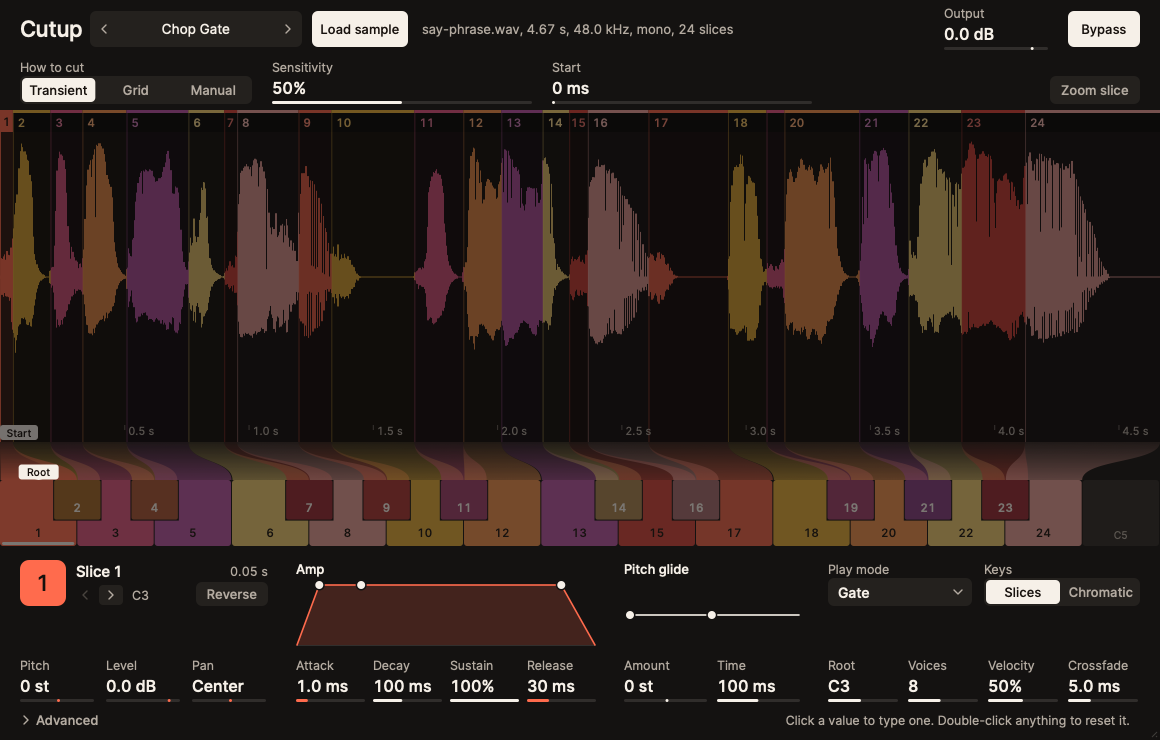 Cutup
Chop Gate
Load sample
say-phrase.wav, 4.67 s, 48.0 kHz, mono, 24 slices
Output
0.0 dB
Bypass
How to cut
Transient Grid Manual
Sensitivity
50%
Start
0 ms
Zoom slice
1 2 3 4 5 6 7 8 9 10 11 12 13 14 15 16 17 18 20 21 22 23 24
Start
0.5 s 1.0 s 1.5 s 2.0 s 2.5 s 3.0 s 3.5 s 4.0 s 4.5 s
Root
2 4 7 9 11 14 16 19 21 23
1 3 5 6 8 10 12 13 15 17 18 20 22 24 C5
1
Slice 1
0.05 s
C3
Reverse
Amp
Pitch glide
Play mode
Gate
Keys
Slices Chromatic
Pitch Level Pan Attack Decay Sustain Release Amount Time Root Voices Velocity Crossfade
0 st 0.0 dB Center 1.0 ms 100 ms 100% 30 ms 0 st 100 ms C3 8 50% 5.0 ms
Advanced
Click a value to type one. Double-click anything to reset it.